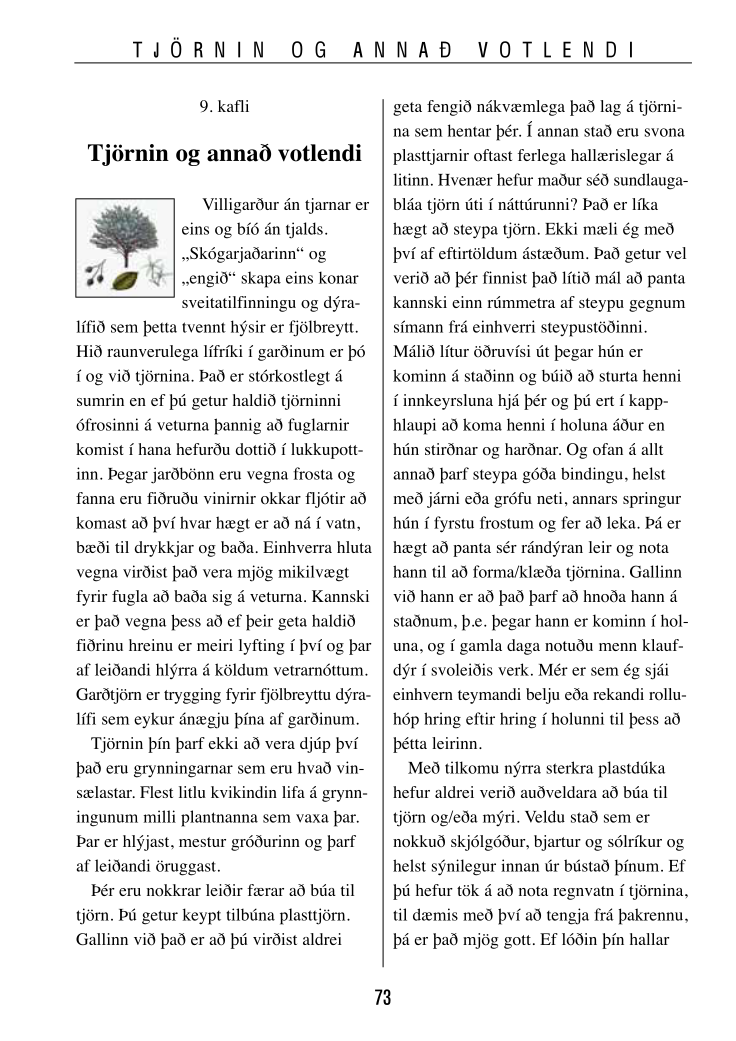 TJÖRNIN OG ANNAÐ VOTLENDI
9. kafli
Tjörnin og annað votlendi
Villigarður án tjarnar er
eins og bíó án tjalds.
„Skógarjaðarinn“ og
„engið“ skapa eins konar
sveitatilfinningu og dýra-
lífið sem þetta tvennt hýsir er fjölbreytt.
Hið raunverulega lífríki í garðinum er þó
í og við tjörnina. Það er stórkostlegt á
sumrin en ef þú getur haldið tjörninni
ófrosinni á veturna þannig að fuglarnir
komist í hana hefurðu dottið í lukkupott-
inn. Þegar jarðbönn eru vegna frosta og
fanna eru fiðruðu vinirnir okkar fljótir að
komast að því hvar hægt er að ná í vatn,
bæði til drykkjar og baða. Einhverra hluta
vegna virðist það vera mjög mikilvægt
fyrir fugla að baða sig á veturna. Kannski
er það vegna þess að ef þeir geta haldið
fiðrinu hreinu er meiri lyfting í því og þar
af leiðandi hlýrra á köldum vetrarnóttum.
Garðtjörn er trygging fyrir fjölbreyttu dýra-
lífi sem eykur ánægju þína af garðinum.
Tjörnin þín þarf ekki að vera djúp því
það eru grynningarnar sem eru hvað vin-
sælastar. Flest litlu kvikindin lifa á grynn-
ingunum milli plantnanna sem vaxa þar.
Þar er hlýjast, mestur gróðurinn og þarf
af leiðandi öruggast.
Þér eru nokkrar leiðir færar að búa til
tjörn. Þú getur keypt tilbúna plasttjörn.
Gallinn við það er að þú virðist aldrei
geta fengið nákvæmlega það lag á tjörni-
na sem hentar þér. Í annan stað eru svona
plasttjarnir oftast ferlega hallærislegar á
litinn. Hvenær hefur maður séð sundlauga-
bláa tjörn úti í náttúrunni? Það er líka
hægt að steypa tjörn. Ekki mæli ég með
því af eftirtöldum ástæðum. Það getur vel
verið að þér finnist það lítið mál að panta
kannski einn rúmmetra af steypu gegnum
símann frá einhverri steypustöðinni.
Málið lítur öðruvísi út þegar hún er
kominn á staðinn og búið að sturta henni
í innkeyrsluna hjá þér og þú ert í kapp-
hlaupi að koma henni í holuna áður en
hún stirðnar og harðnar. Og ofan á allt
annað þarf steypa góða bindingu, helst
með járni eða grófu neti, annars springur
hún í fyrstu frostum og fer að leka. Þá er
hægt að panta sér rándýran leir og nota
hann til að forma/klæða tjörnina. Gallinn
við hann er að það þarf að hnoða hann á
staðnum, þ.e. þegar hann er kominn í hol-
una, og í gamla daga notuðu menn klauf-
dýr í svoleiðis verk. Mér er sem ég sjái
einhvern teymandi belju eða rekandi rollu-
hóp hring eftir hring í holunni til þess að
þétta leirinn.
Með tilkomu nýrra sterkra plastdúka
hefur aldrei verið auðveldara að búa til
tjörn og/eða mýri. Veldu stað sem er
nokkuð skjólgóður, bjartur og sólríkur og
helst sýnilegur innan úr bústað þínum. Ef
þú hefur tök á að nota regnvatn í tjörnina,
til dæmis með því að tengja frá þakrennu,
þá er það mjög gott. Ef lóðin þín hallar
73